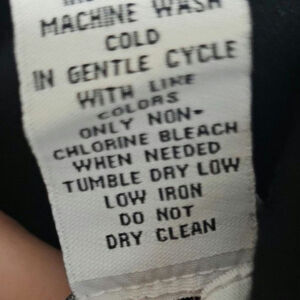 MACHINE WASH
COLD
IN GENTLE CYCLE
WITH LIKE
COLORS
ONLY NON-
CHLORINE BLEACH
WHEN NEEDED
TUMBLE DRY LOW
LOW IRON
DO NOT
DRY CLEAN